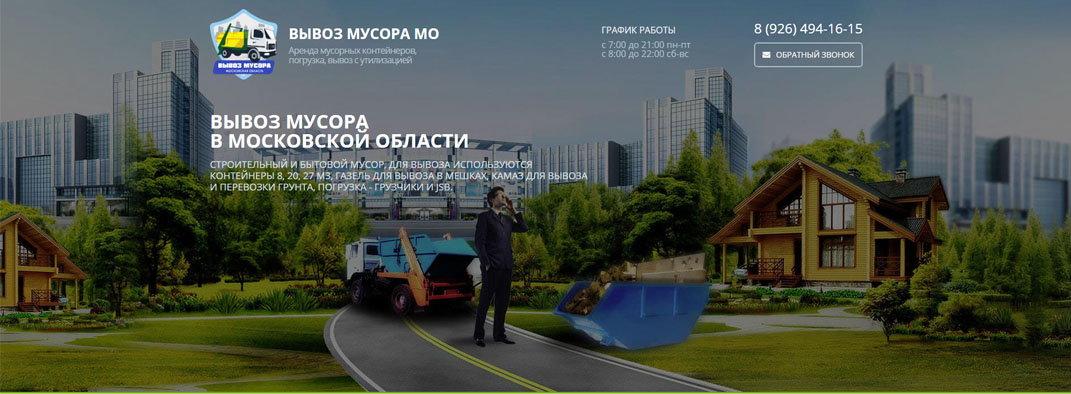 ВЫВОЗ МУСОРА
МОСКОВСКАЯ ОБЛАСТЬ
ВЫВОЗ МУСОРА МО
Аренда мусорных контейнеров,
погрузка, вывоз с утилизацией
ГРАФИК РАБОТЫ
с 7:00 до 21:00 пн-пт
с 8:00 до 22:00 сб-вс
8 (926) 494-16-15
ОБРАТНЫЙ ЗВОНОК
ВЫВОЗ МУСОРА
В МОСКОВСКОЙ ОБЛАСТИ
СТРОИТЕЛЬНЫЙ И БЫТОВОЙ МУСОР, ДЛЯ ВЫВОЗА ИСПОЛЬЗУЮТСЯ
КОНТЕЙНЕРЫ 8, 20, 27 М3, ГАЗЕЛЬ ДЛЯ ВЫВОЗА В МЕШКАХ, КАМАЗ ДЛЯ ВЫВОЗА
И ПЕРЕВОЗКИ ГРУНТА, ПОГРУЗКА - ГРУЗЧИКИ И JSB.